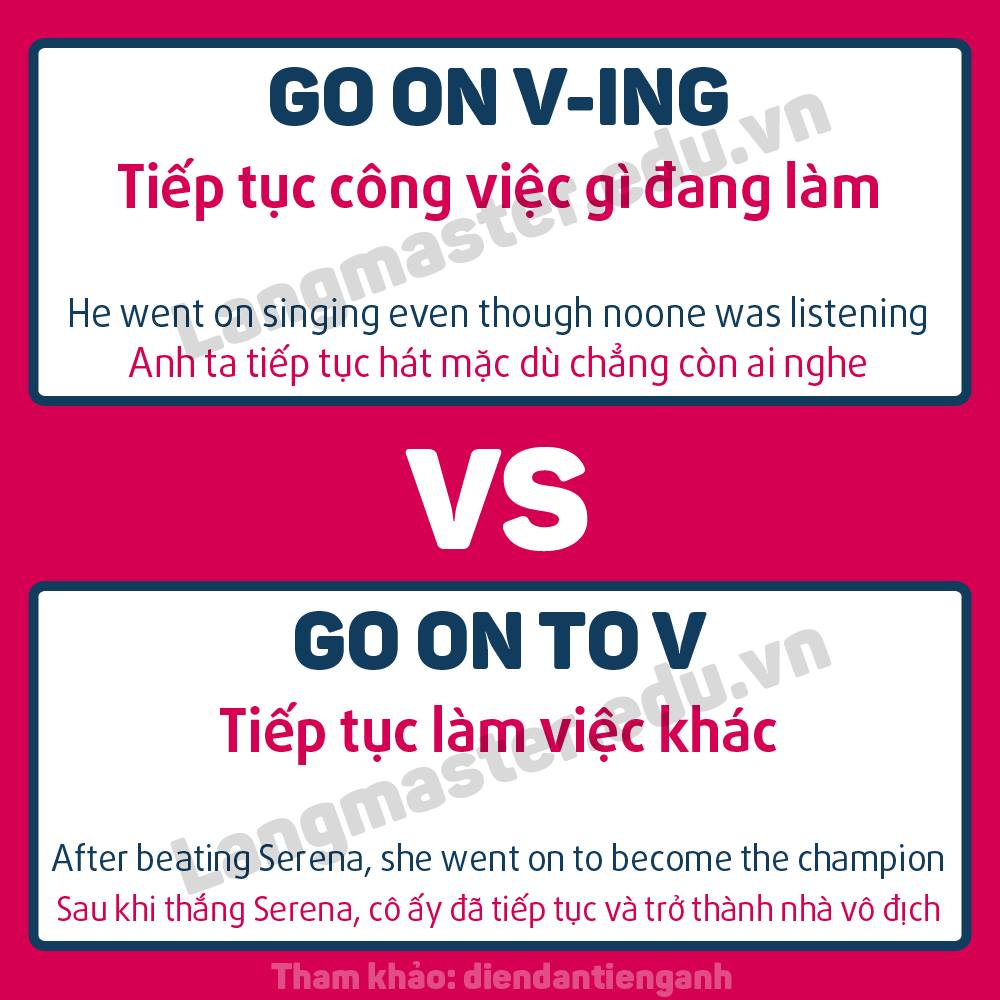 GO ON V-ING
Tiếp tục công việc gì đang làm
He went on singing even though noone was listening
Anh ta tiếp tục hát mặc dù chẳng còn ai nghe
Langmaster.edu.vn
VS
GO ON TO V
Tiếp tục làm việc khác
After beating Serena, she went on to become the champion
Sau khi thắng Serena, cô ấy đã tiếp tục và trở thành nhà vô địch
Langmaster.edu.vn
Tham khảo: diendantienganh